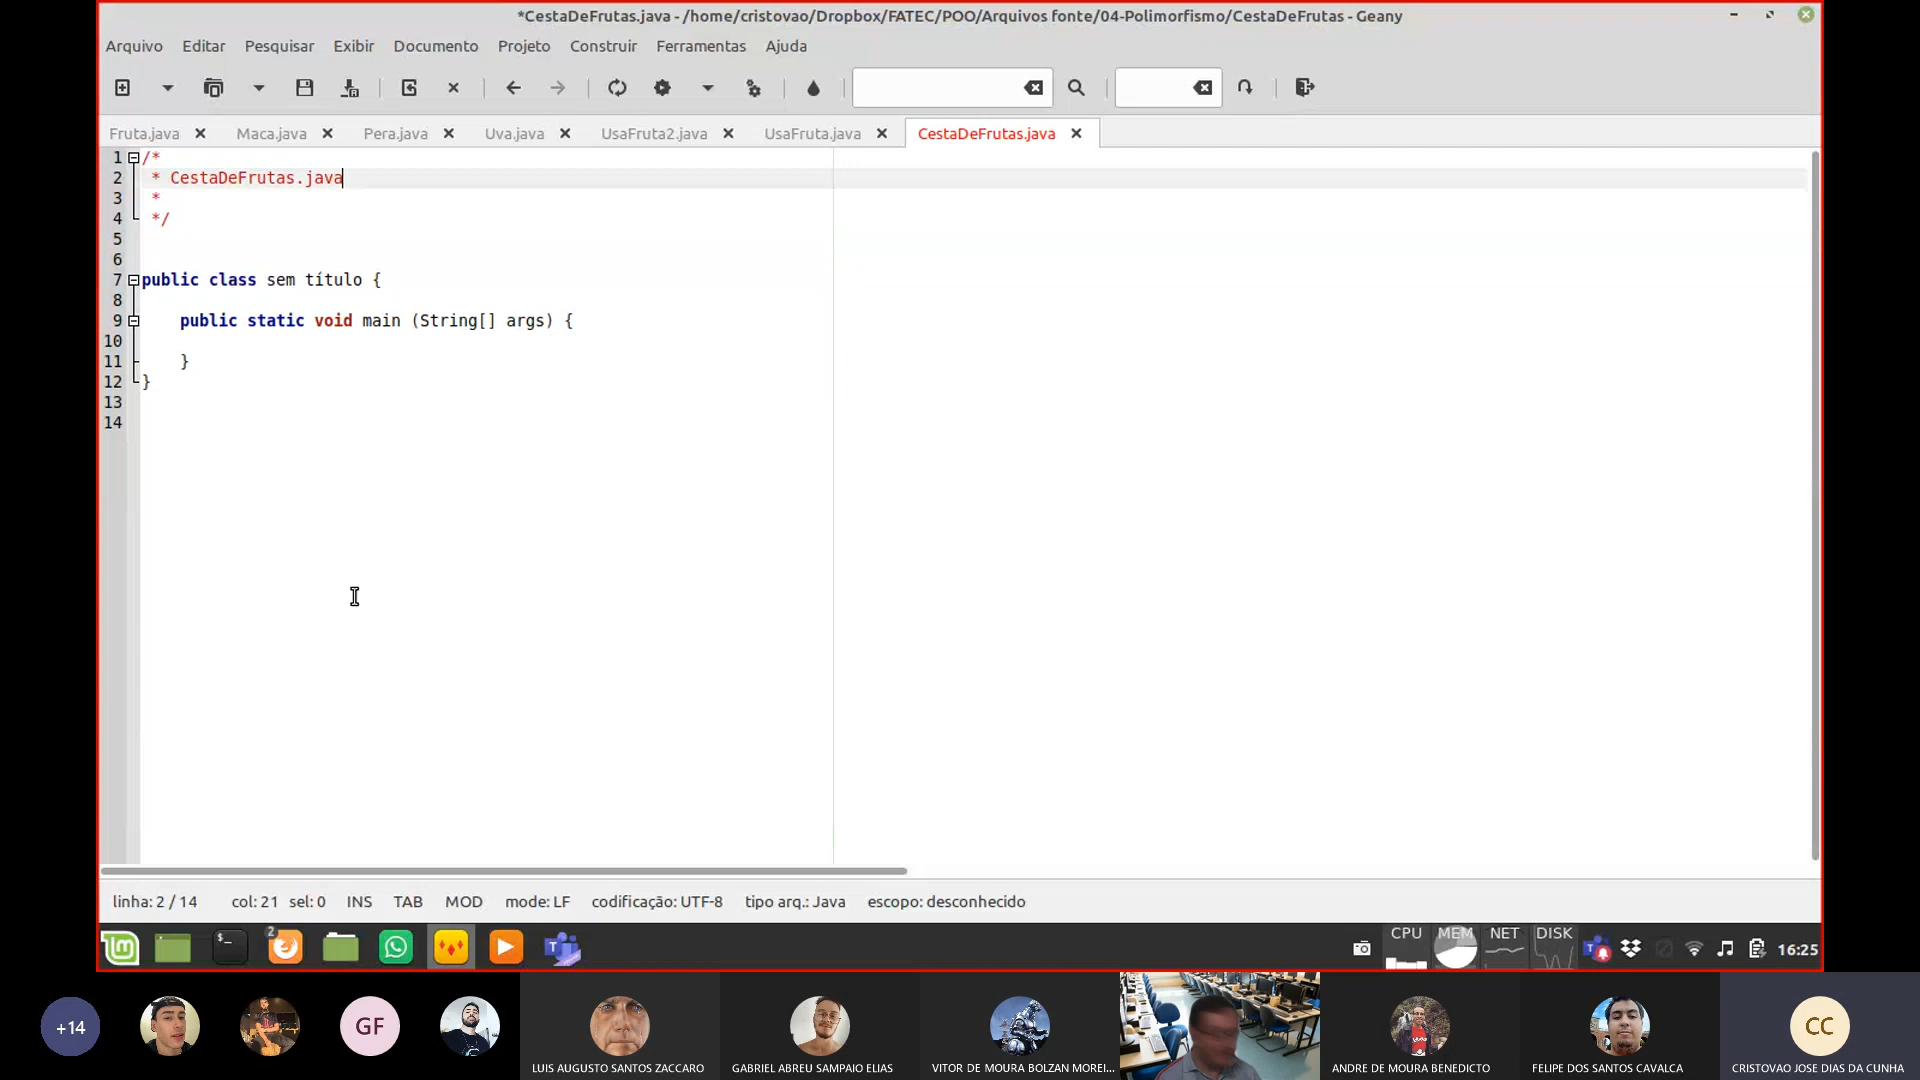 *CestaDeFrutas.java - /home/cristovao/Dropbox/FATEC/POO/Arquivos fonte/04-Polimorfismo/CestaDeFrutas - Geany
Arquivo Editar Pesquisar Exibir Documento Projeto Construir Ferramentas Ajuda
Fruta.java Maca.java Pera.java Uva.java UsaFruta2.java UsaFruta.java CestaDeFrutas.java
1 /*
2 * CestaDeFrutas.java
3 *
4 */
5
6
7 public class sem título {
8
9 public static void main (String[] args) {
10
11 }
12 }
13
14
linha: 2 / 14 col: 21 sel: 0 INS TAB MOD mode: LF codificação: UTF-8 tipo arq.: Java escopo: desconhecido
2 CPU MEM NET DISK 16:25
+14 GF CC
LUIS AUGUSTO SANTOS ZACCARO GABRIEL ABREU SAMPAIO ELIAS VITOR DE MOURA BOLZAN MOREI... ANDRE DE MOURA BENEDICTO FELIPE DOS SANTOS CAVALCA CRISTOVAO JOSE DIAS DA CUNHA